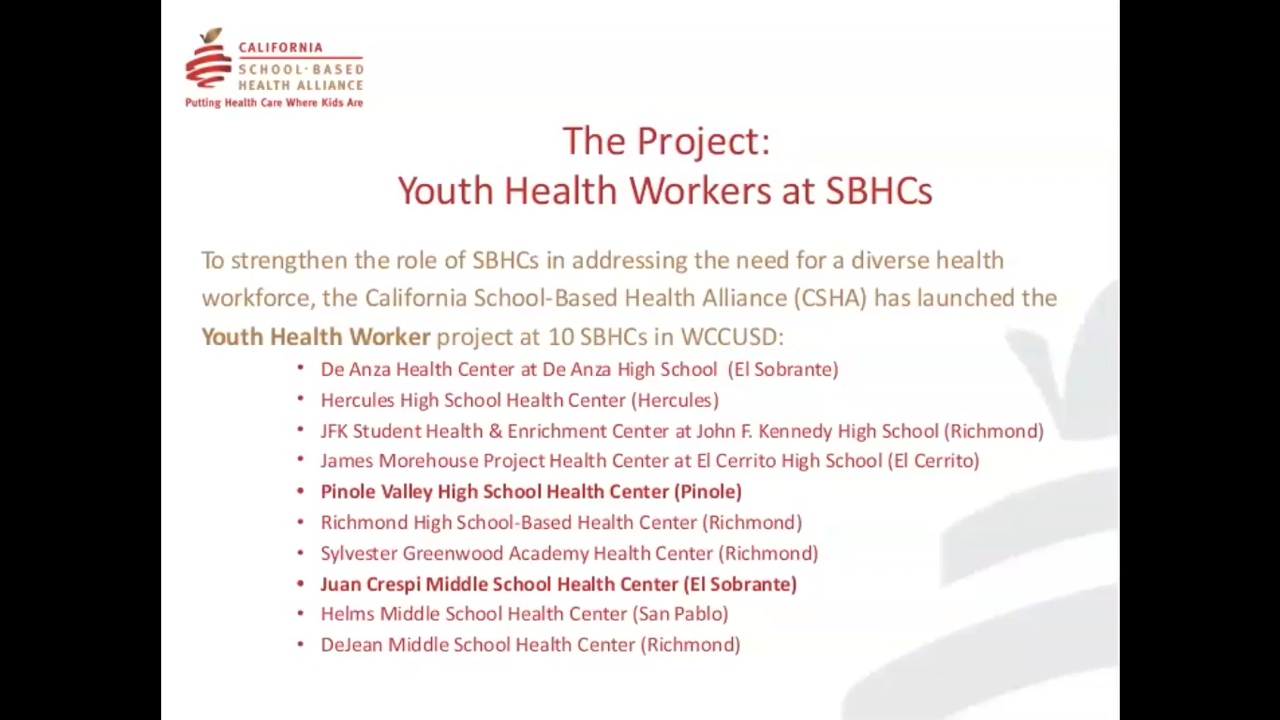 CALIFORNIA
SCHOOL·BASED
HEALTH ALLIANCE
Putting Health Care Where Kids Are
The Project:
Youth Health Workers at SBHCs
To strengthen the role of SBHCs in addressing the need for a diverse health
workforce, the California School-Based Health Alliance (CSHA) has launched the
Youth Health Worker project at 10 SBHCs in WCCUSD:
• De Anza Health Center at De Anza High School (El Sobrante)
• Hercules High School Health Center (Hercules)
• JFK Student Health & Enrichment Center at John F. Kennedy High School (Richmond)
• James Morehouse Project Health Center at El Cerrito High School (El Cerrito)
• Pinole Valley High School Health Center (Pinole)
• Richmond High School-Based Health Center (Richmond)
• Sylvester Greenwood Academy Health Center (Richmond)
• Juan Crespi Middle School Health Center (El Sobrante)
• Helms Middle School Health Center (San Pablo)
• DeJean Middle School Health Center (Richmond)